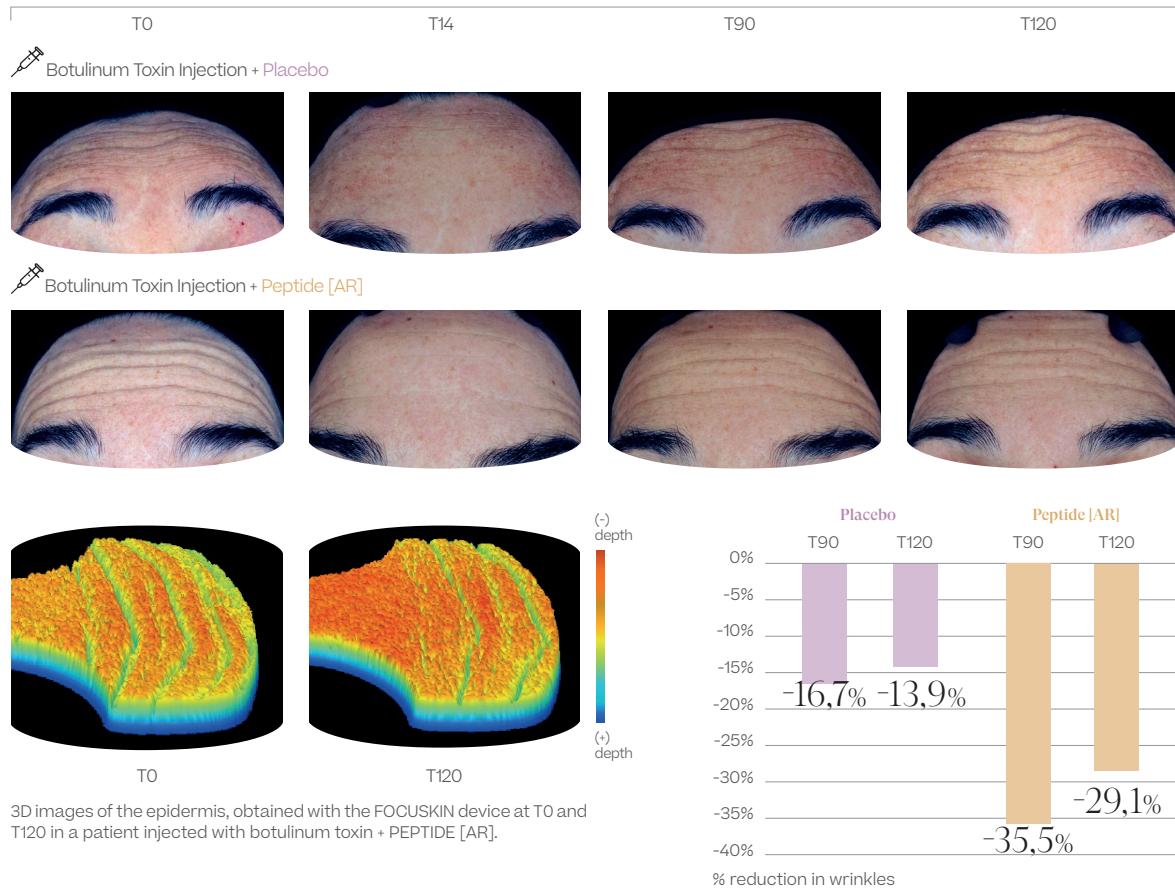 T0 T14 T90 T120
Botulinum Toxin Injection + Placebo
Botulinum Toxin Injection + Peptide [AR]
(-)
depth
(+)
depth
T0 T120
3D images of the epidermis, obtained with the FOCUSKIN device at T0 and
T120 in a patient injected with botulinum toxin + PEPTIDE [AR].
Placebo Peptide [AR]
T90 T120 T90 T120
0%
-5%
-10%
-15%
-20%
-25%
-30%
-35%
-40%
-16,7% -13,9%
-29,1%
-35,5%
% reduction in wrinkles